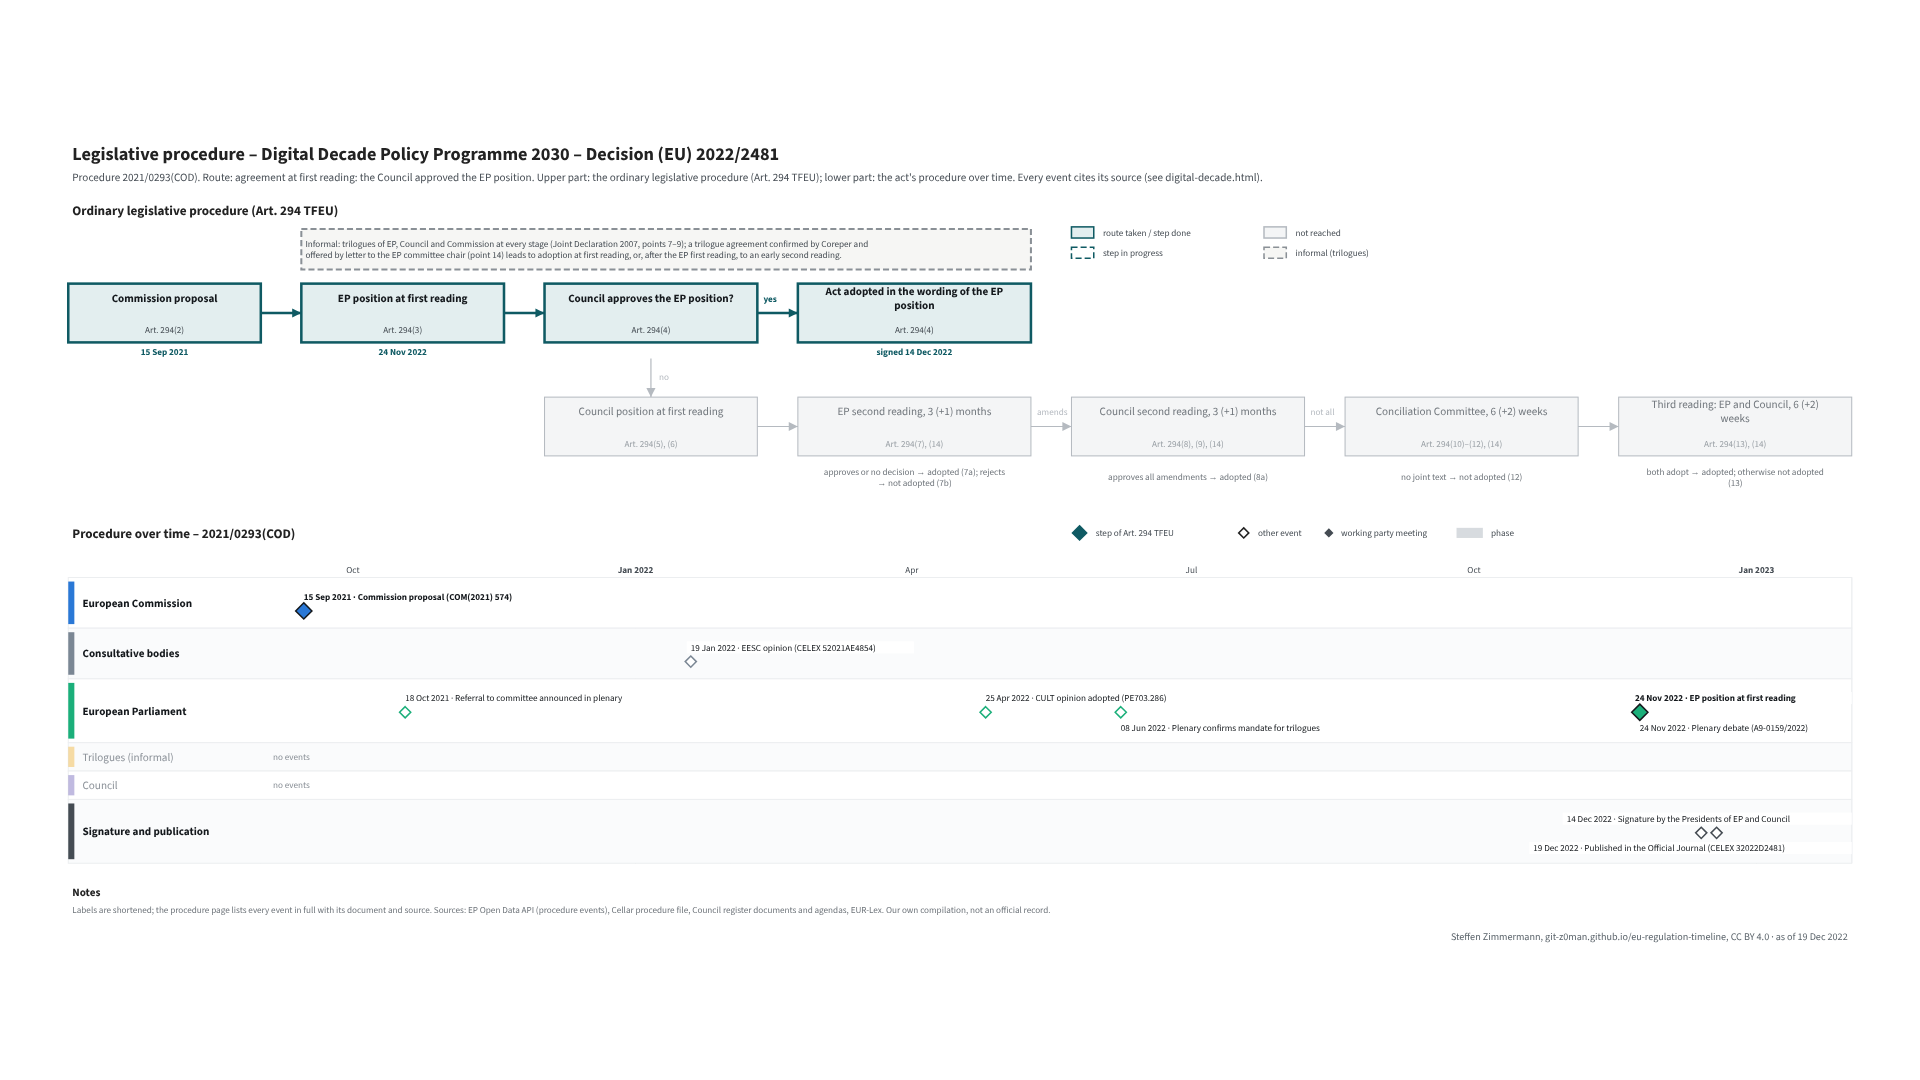 Legislative procedure – Digital Decade Policy Programme 2030 – Decision (EU) 2022/2481
Procedure 2021/0293(COD). Route: agreement at first reading: the Council approved the EP position. Upper part: the ordinary legislative procedure (Art. 294 TFEU); lower part: the act's procedure over time. Every event cites its source (see digital-decade.html).
Ordinary legislative procedure (Art. 294 TFEU)
Informal: trilogues of EP, Council and Commission at every stage (Joint Declaration 2007, points 7–9); a trilogue agreement confirmed by Coreper and
offered by letter to the EP committee chair (point 14) leads to adoption at first reading, or, after the EP first reading, to an early second reading.
route taken / step done
not reached
step in progress
informal (trilogues)
Commission proposal
Art. 294(2)
15 Sep 2021
EP position at first reading
Art. 294(3)
24 Nov 2022
Council approves the EP position?
Art. 294(4)
yes
Act adopted in the wording of the EP
position
Art. 294(4)
signed 14 Dec 2022
no
Council position at first reading
Art. 294(5), (6)
EP second reading, 3 (+1) months
Art. 294(7), (14)
approves or no decision → adopted (7a); rejects
→ not adopted (7b)
amends
Council second reading, 3 (+1) months
Art. 294(8), (9), (14)
approves all amendments → adopted (8a)
not all
Conciliation Committee, 6 (+2) weeks
Art. 294(10)–(12), (14)
no joint text → not adopted (12)
Third reading: EP and Council, 6 (+2)
weeks
Art. 294(13), (14)
both adopt → adopted; otherwise not adopted
(13)
Procedure over time – 2021/0293(COD)
step of Art. 294 TFEU
other event
working party meeting
phase
Oct
Jan 2022
Apr
Jul
Oct
Jan 2023
European Commission
15 Sep 2021 · Commission proposal (COM(2021) 574)
Consultative bodies
19 Jan 2022 · EESC opinion (CELEX 52021AE4854)
European Parliament
18 Oct 2021 · Referral to committee announced in plenary
25 Apr 2022 · CULT opinion adopted (PE703.286)
08 Jun 2022 · Plenary confirms mandate for trilogues
24 Nov 2022 · EP position at first reading
24 Nov 2022 · Plenary debate (A9-0159/2022)
Trilogues (informal)
no events
Council
no events
Signature and publication
14 Dec 2022 · Signature by the Presidents of EP and Council
19 Dec 2022 · Published in the Official Journal (CELEX 32022D2481)
Notes
Labels are shortened; the procedure page lists every event in full with its document and source. Sources: EP Open Data API (procedure events), Cellar procedure file, Council register documents and agendas, EUR-Lex. Our own compilation, not an official record.
Steffen Zimmermann, git-z0man.github.io/eu-regulation-timeline, CC BY 4.0 · as of 19 Dec 2022